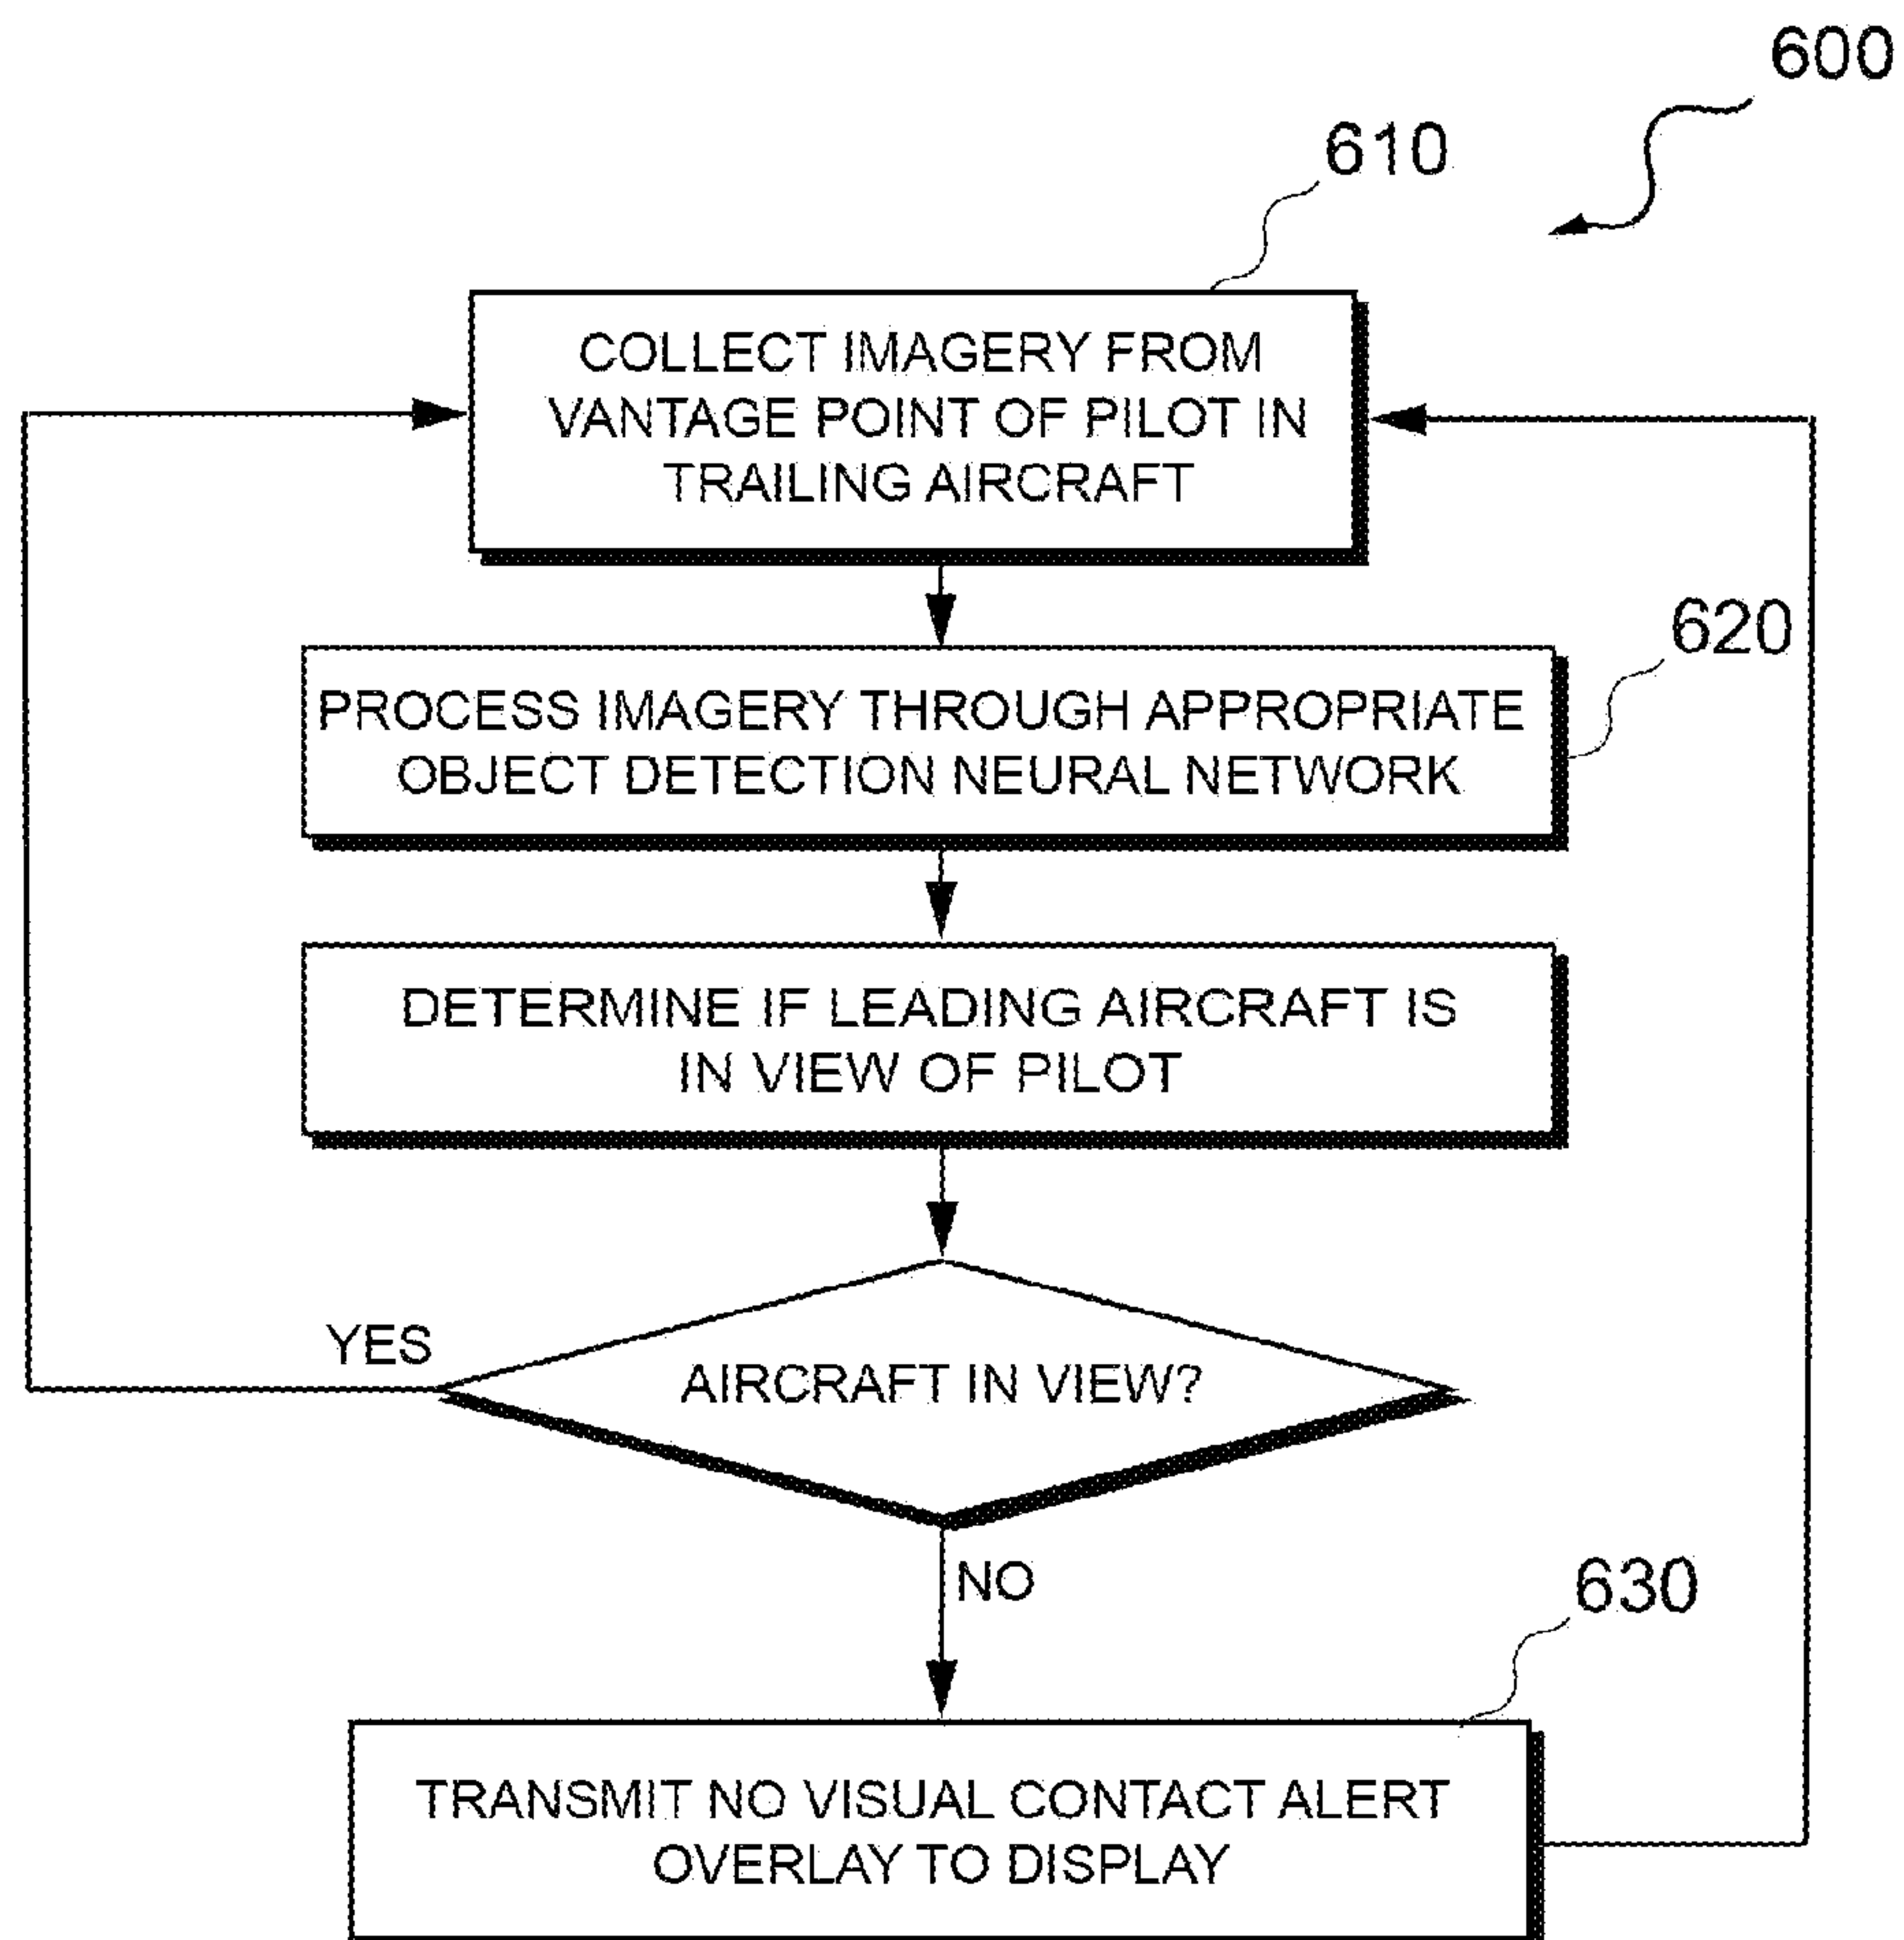 600
610
COLLECT IMAGERY FROM
VANTAGE POINT OF PILOT IN
TRAILING AIRCRAFT
620
PROCESS IMAGERY THROUGH APPROPRIATE
OBJECT DETECTION NEURAL NETWORK
DETERMINE IF LEADING AIRCRAFT IS
IN VIEW OF PILOT
YES
AIRCRAFT IN VIEW?
NO
630
TRANSMIT NO VISUAL CONTACT ALERT
OVERLAY TO DISPLAY